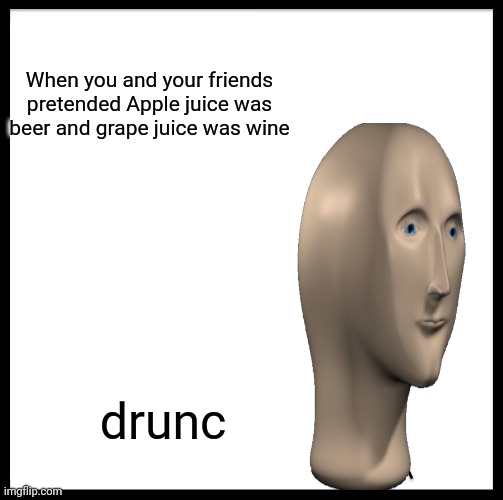 When you and your friends
pretended Apple juice was
beer and grape juice was wine
drunc
imgflip.com